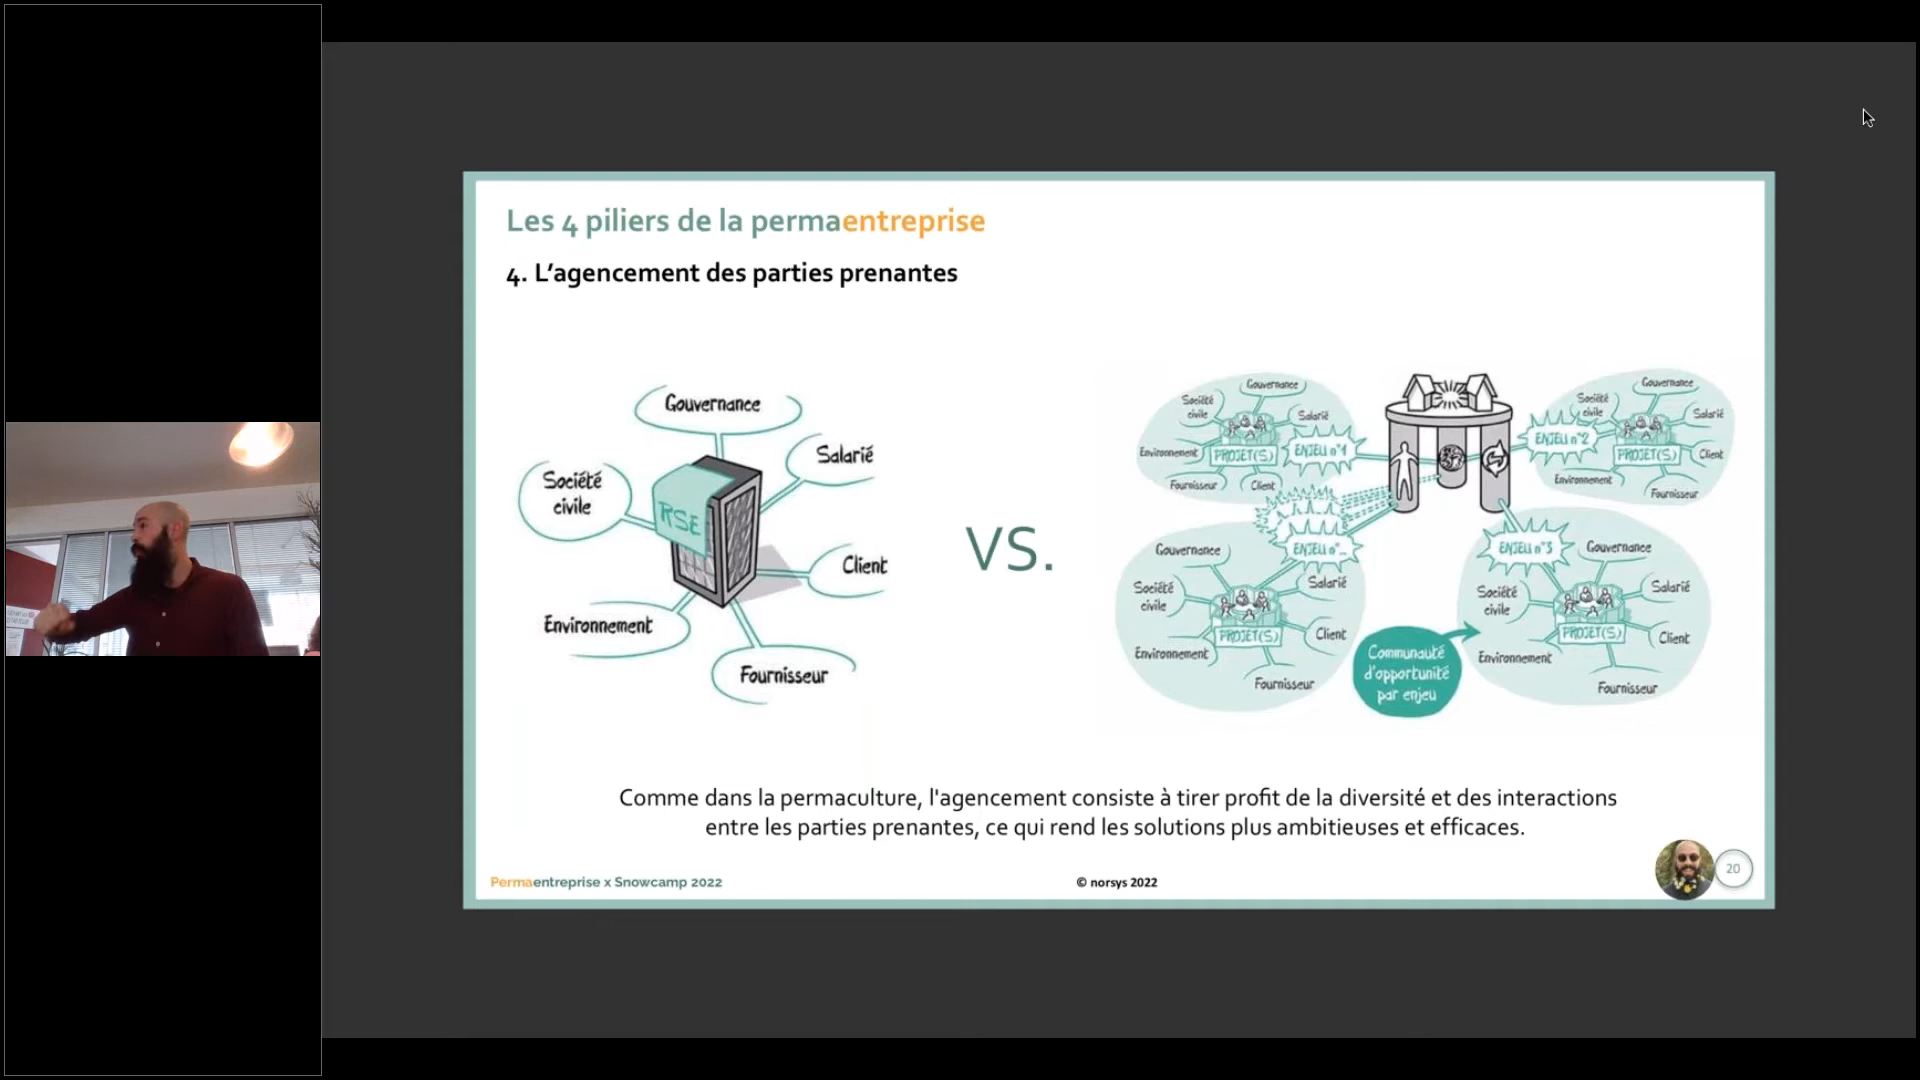 Les 4 piliers de la permaentreprise
4. L’agencement des parties prenantes
Gouvernance
Salarié
Société
civile
RSE
Client
Environnement
Fournisseur
VS.
Gouvernance
Société
civile
Salarié
Environnement
PROJET(S)
ENJEU n°1
Fournisseur
Client
Gouvernance
Société
civile
Salarié
ENJEU n°2
PROJET(S)
Client
Environnement
Fournisseur
ENJEU n°...
Gouvernance
Salarié
Société
civile
PROJET(S)
Client
Environnement
Fournisseur
ENJEU n°3
Gouvernance
Salarié
Société
civile
PROJET(S)
Client
Environnement
Fournisseur
Communauté
d'opportunité
par enjeu
Comme dans la permaculture, l'agencement consiste à tirer profit de la diversité et des interactions
entre les parties prenantes, ce qui rend les solutions plus ambitieuses et efficaces.
Permaentreprise x Snowcamp 2022
© norsys 2022
20